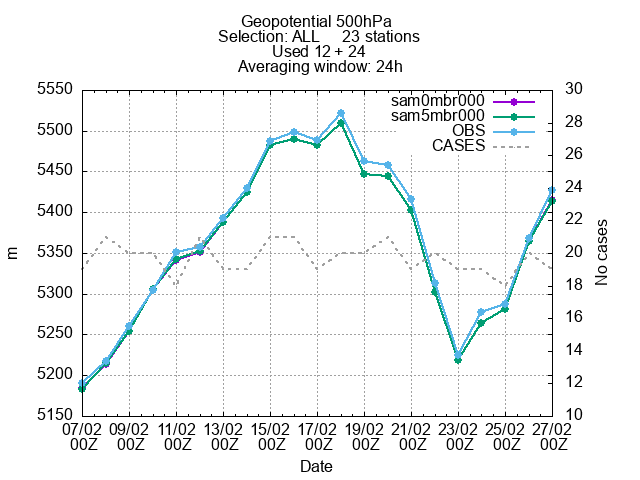 Geopotential 500hPa
Selection: ALL 23 stations
Used 12 + 24
Averaging window: 24h
sam0mbr000
sam5mbr000
OBS
CASES
5550
5500
5450
5400
5350
5300
5250
5200
5150
m
30
28
26
24
22
20
18
16
14
12
10
No cases
07/02 09/02 11/02 13/02 15/02 17/02 19/02 21/02 23/02 25/02 27/02
00Z 00Z 00Z 00Z 00Z 00Z 00Z 00Z 00Z 00Z 00Z
Date